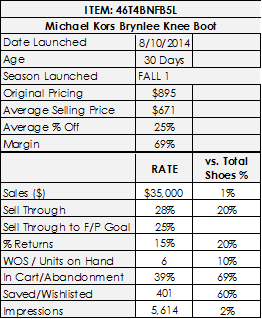 ITEM: 46T4BNFB5L
Michael Kors Brynlee Knee Boot
Date Launched 8/10/2014
Age 30 Days
Season Launched FALL 1
Original Pricing $895
Average Selling Price $671
Average % Off 25%
Margin 69%
RATE vs. Total Shoes %
Sales ($) $35,000 1%
Sell Through 28% 20%
Sell Through to F/P Goal 25%
% Returns 15% 20%
WOS / Units on Hand 6 10%
In Cart/Abandonment 39% 69%
Saved/Wishlisted 401 60%
Impressions 5,614 2%